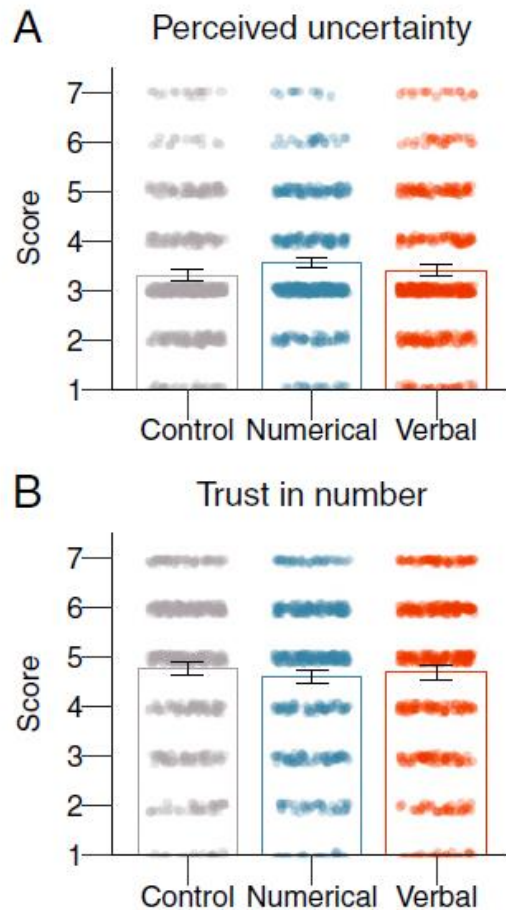 A
Perceived uncertainty
7
6
5
4
3
2
1
Score
Control Numerical Verbal
B
Trust in number
7
6
5
4
3
2
1
Score
Control Numerical Verbal